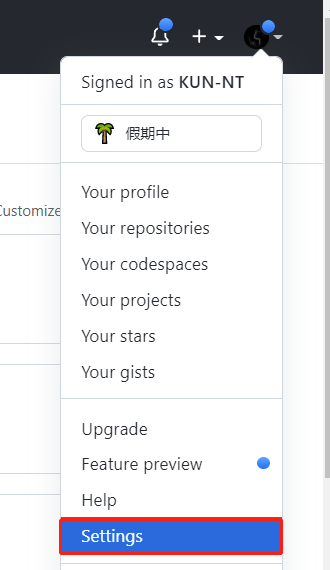 Signed in as KUN-NT
假期中
Your profile
Customize
Your repositories
Your codespaces
Your projects
Your stars
Your gists
Upgrade
Feature preview
Help
Settings